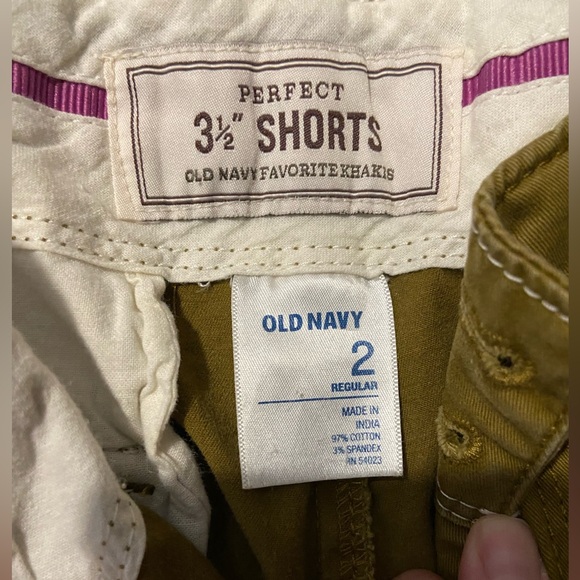 PERFECT
3½" SHORTS
OLD NAVY FAVORITE KHAKIS
OLD NAVY
2
REGULAR
MADE IN
INDIA
97% COTTON
3% SPANDEX
RN 54023